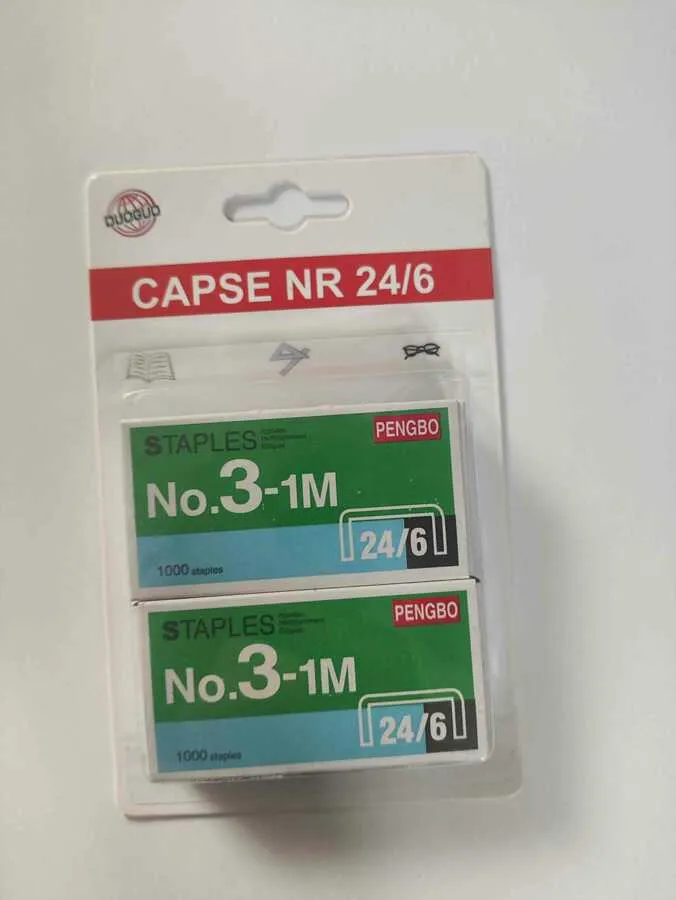 DUOGUO
CAPSE NR 24/6
STAPLES
PENGBO
No.3-1M
24/6
1000 staples
STAPLES
PENGBO
No.3-1M
24/6
1000 staples